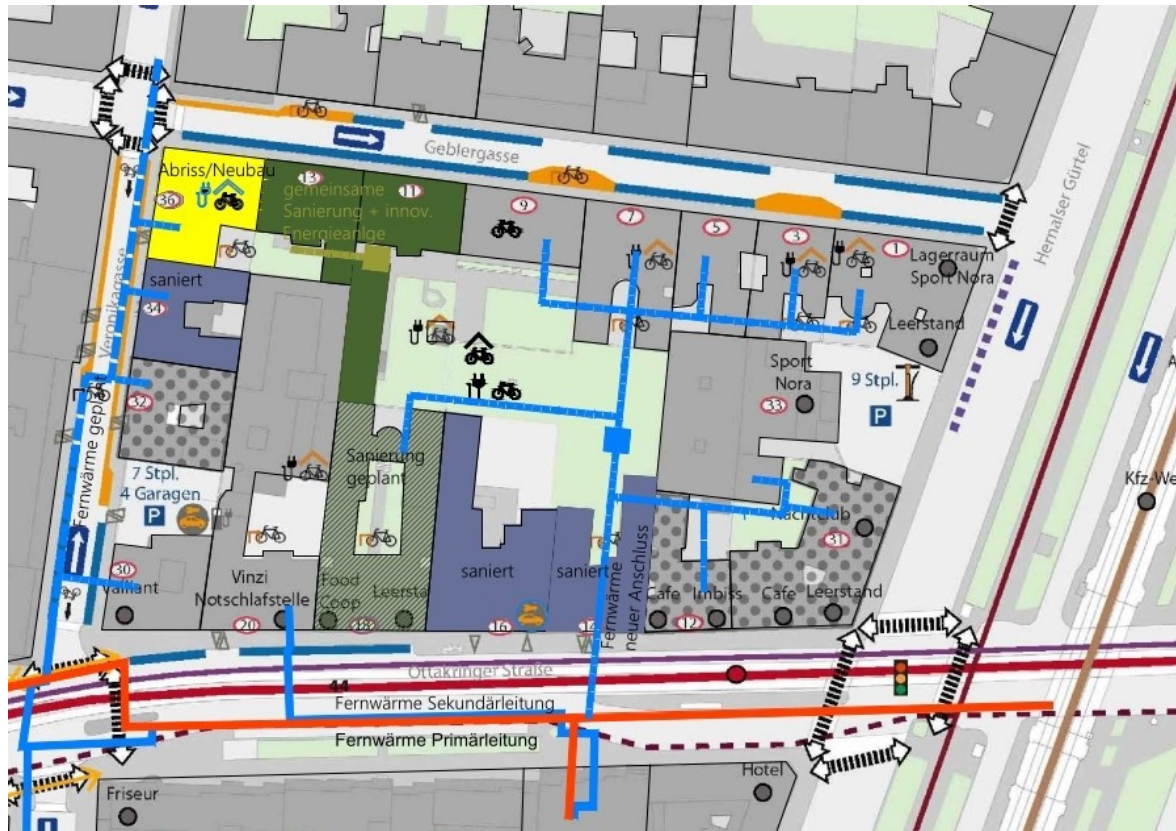 Geblergasse
Abriss/Neubau
36
13
11
gemeinsame
Sanierung + innov.
Energieanlge
9
7
5
3
1
Lagerraum
Sport Nora
Leerstand
Hernalser Gürtel
saniert
34
Veronikagasse
Sport
Nora
33
9 Stpl.
P
32
Fernwärme geplant
7 Stpl.
4 Garagen
P
Sanierung
geplant
Kfz-We
Nachtclub
31
30
Vaillant
Vinzi
Notschlafstelle
20
Food
Coop
Leersta
18
saniert
16
saniert
14
Fernwärme
neuer Anschluss
Cafe
Imbiss
12
Cafe
Leerstand
Ottakringer Straße
44
Fernwärme Sekundärleitung
Fernwärme Primärleitung
Hotel
Friseur